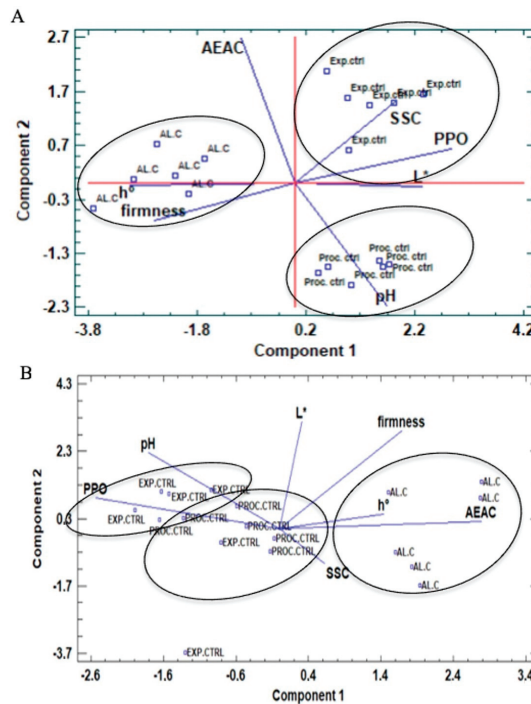 A
2.7
1.7
0.7
-0.3
-1.3
-2.3
Component 2
AEAC
Exp.ctrl
Exp.ctrl
Exp.ctrl
Exp.ctrl
Exp.ctrl
Exp.ctrl
SSC
PPO
L*
AL.C
AL.C
AL.C
AL.C
AL.C
AL.C
h°
firmness
Proc. ctrl
Proc. ctrl
Proc. ctrl
Proc. ctrl
Proc. ctrl
Proc. ctrl
pH
-3.8 -1.8 0.2 2.2 4.2
Component 1
B
4.3
2.3
0.3
-1.7
-3.7
Component 2
L*
firmness
pH
PPO
EXP.CTRL
EXP.CTRL
EXP.CTRL
EXP.CTRL
PROC.CTRL
PROC.CTRL
PROC.CTRL
PROC.CTRL
EXP.CTRL
PROC.CTRL
PROC.CTRL
AL.C
AL.C
AL.C
AEAC
h°
SSC
AL.C
AL.C
AL.C
EXP.CTRL
-2.6 -1.6 -0.6 0.4 1.4 2.4 3.4
Component 1